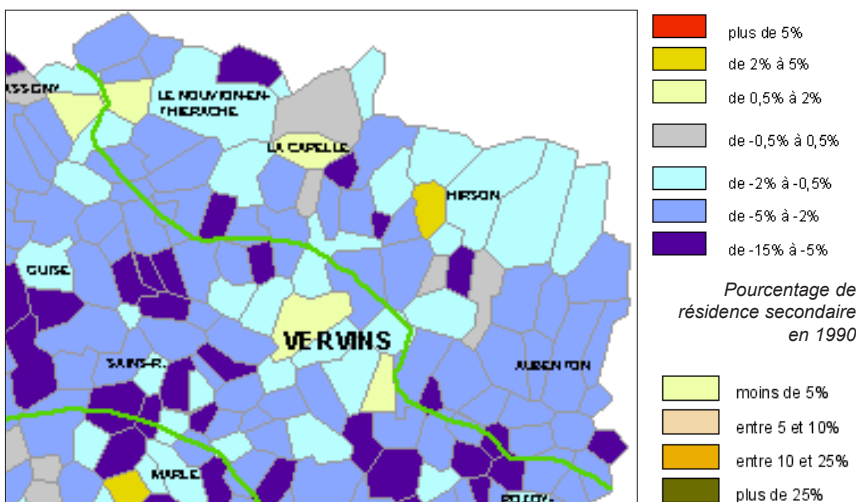 LE NOUVION-EN-
THIERACHE
LA CAPELLE
HIRSON
GUISE
VERVINS
SAINS-R.
AUBENTON
MARLE
plus de 5%
de 2% à 5%
de 0,5% à 2%
de -0,5% à 0,5%
de -2% à -0,5%
de -5% à -2%
de -15% à -5%
Pourcentage de
résidence secondaire
en 1990
moins de 5%
entre 5 et 10%
entre 10 et 25%
plus de 25%